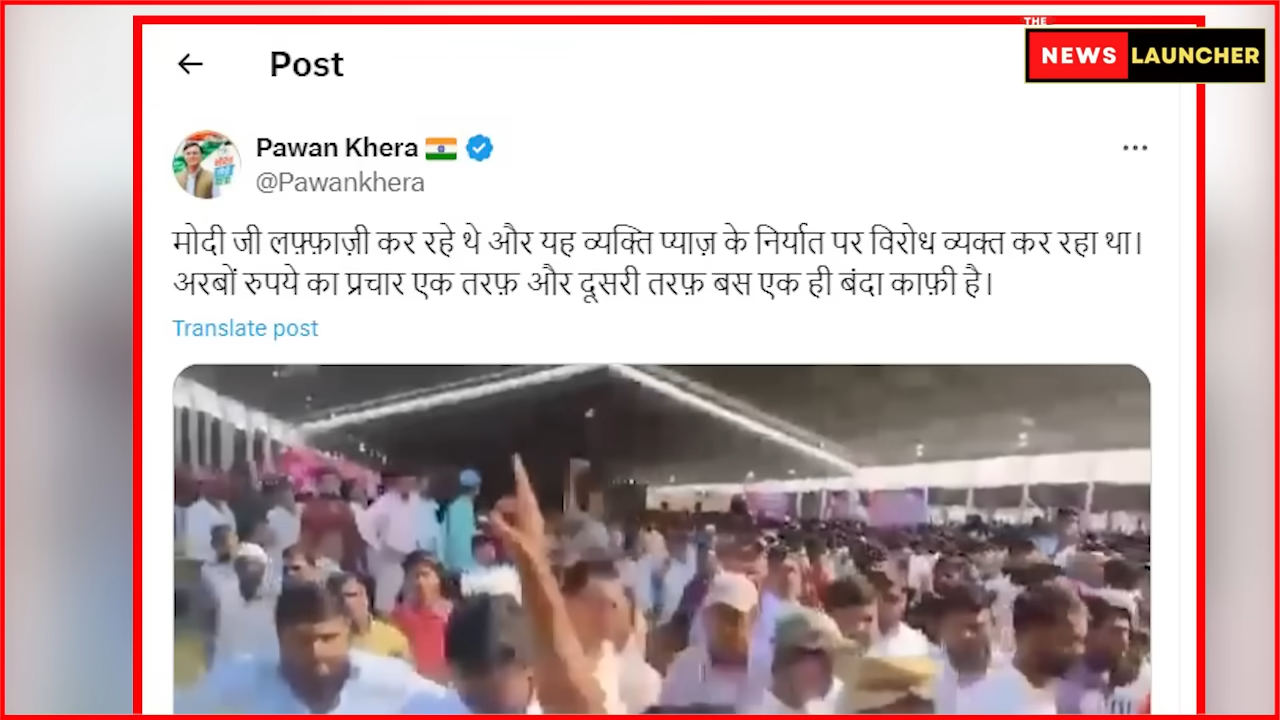 THE
NEWS LAUNCHER
Post
Pawan Khera
@Pawankhera
मोदी जी लफ़्फ़ाज़ी कर रहे थे और यह व्यक्ति प्याज़ के निर्यात पर विरोध व्यक्त कर रहा था।
अरबों रुपये का प्रचार एक तरफ़ और दूसरी तरफ़ बस एक ही बंदा काफ़ी है।
Translate post